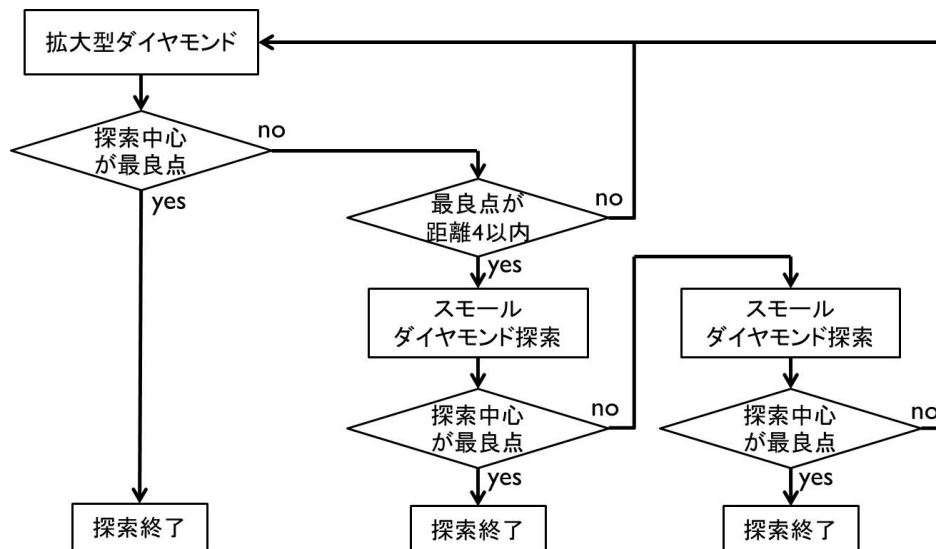 拡大型ダイヤモンド
探索中心
が最良点
no
yes
最良点が
距離4以内
no
yes
スモール
ダイヤモンド探索
スモール
ダイヤモンド探索
探索中心
が最良点
no
yes
探索中心
が最良点
no
yes
探索終了
探索終了
探索終了